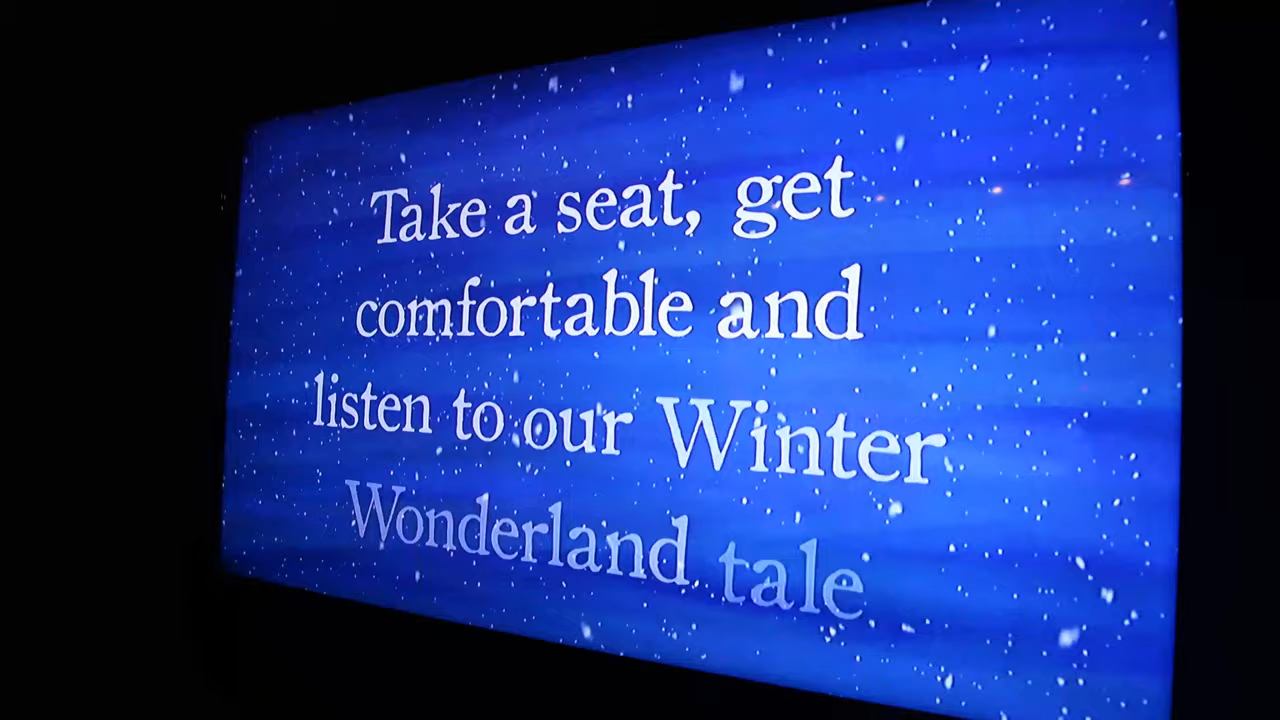 Take a seat, get
comfortable and
listen to our Winter
Wonderland tale